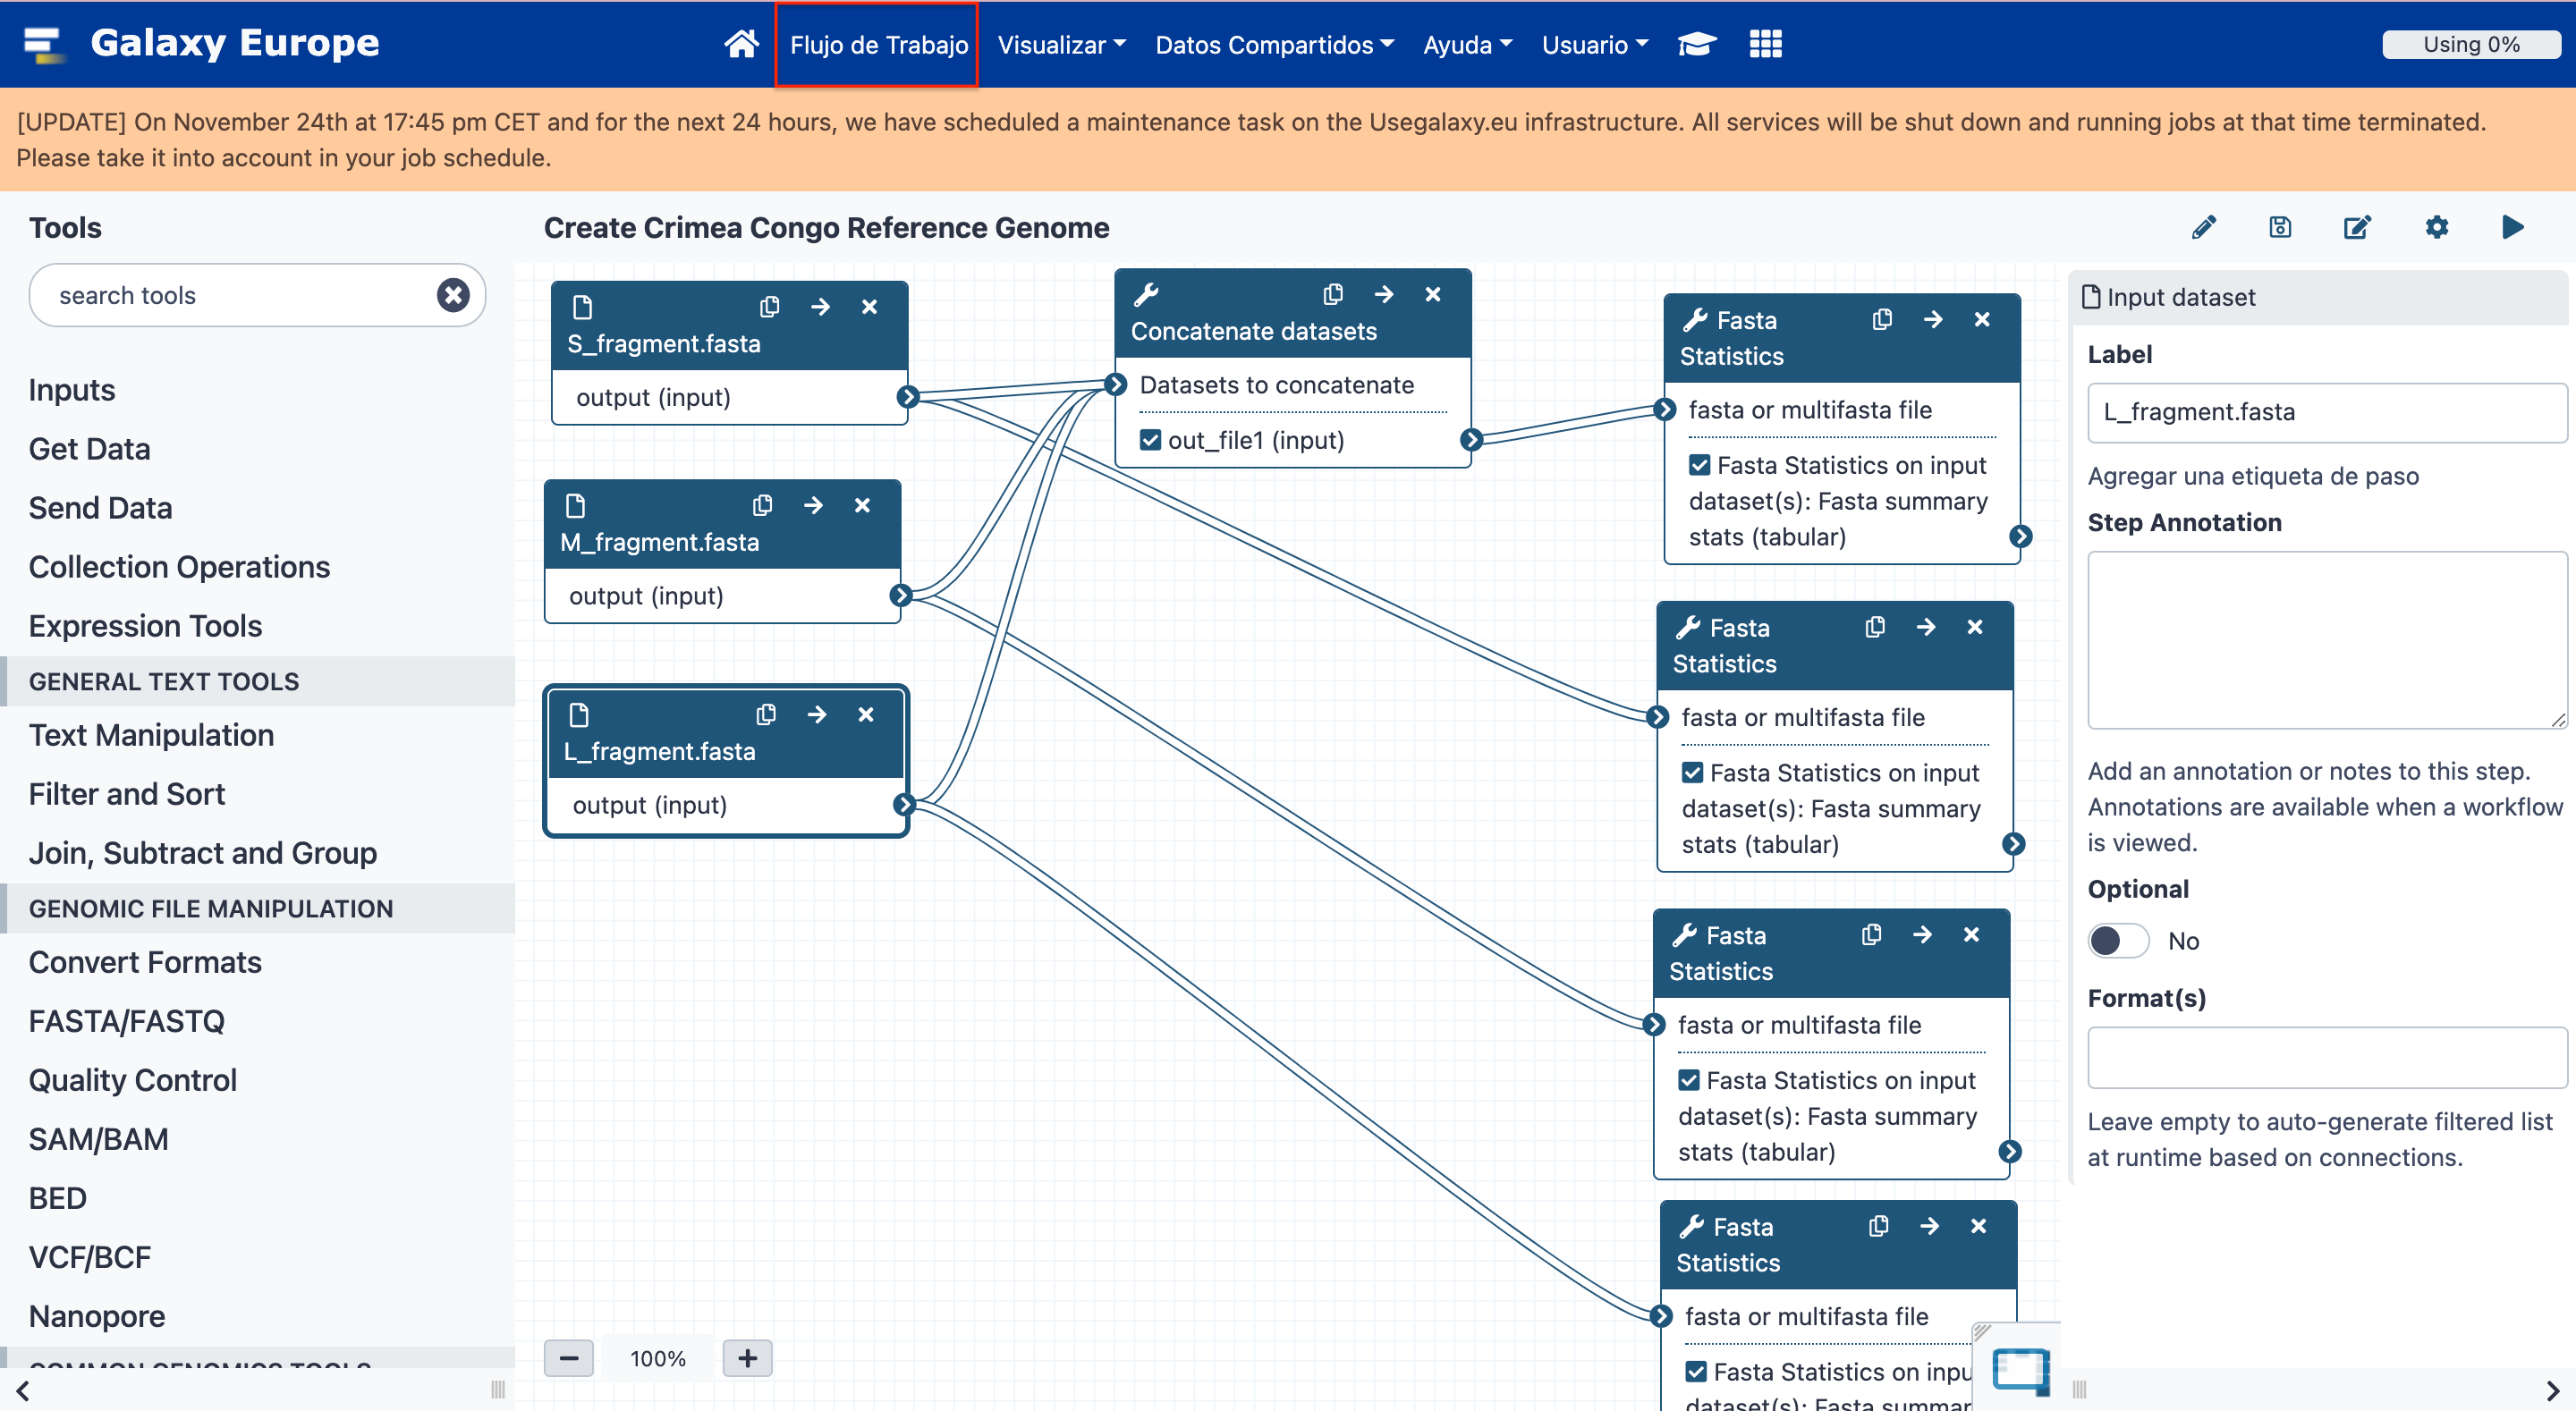 Galaxy Europe
Flujo de Trabajo
Visualizar
Datos Compartidos
Ayuda
Usuario
Using 0%
[UPDATE] On November 24th at 17:45 pm CET and for the next 24 hours, we have scheduled a maintenance task on the Usegalaxy.eu infrastructure. All services will be shut down and running jobs at that time terminated.
Please take it into account in your job schedule.
Tools
search tools
Inputs
Get Data
Send Data
Collection Operations
Expression Tools
GENERAL TEXT TOOLS
Text Manipulation
Filter and Sort
Join, Subtract and Group
GENOMIC FILE MANIPULATION
Convert Formats
FASTA/FASTQ
Quality Control
SAM/BAM
BED
VCF/BCF
Nanopore
COMMON GENOMICS TOOLS
Create Crimea Congo Reference Genome
S_fragment.fasta
output (input)
M_fragment.fasta
output (input)
L_fragment.fasta
output (input)
Concatenate datasets
Datasets to concatenate
out_file1 (input)
Fasta
Statistics
fasta or multifasta file
Fasta Statistics on input
dataset(s): Fasta summary
stats (tabular)
Fasta
Statistics
fasta or multifasta file
Fasta Statistics on input
dataset(s): Fasta summary
stats (tabular)
Fasta
Statistics
fasta or multifasta file
Fasta Statistics on input
dataset(s): Fasta summary
stats (tabular)
Fasta
Statistics
fasta or multifasta file
Fasta Statistics on inpu
dataset(s): Fasta summar
100%
Input dataset
Label
L_fragment.fasta
Agregar una etiqueta de paso
Step Annotation
Add an annotation or notes to this step.
Annotations are available when a workflow
is viewed.
Optional
No
Format(s)
Leave empty to auto-generate filtered list
at runtime based on connections.